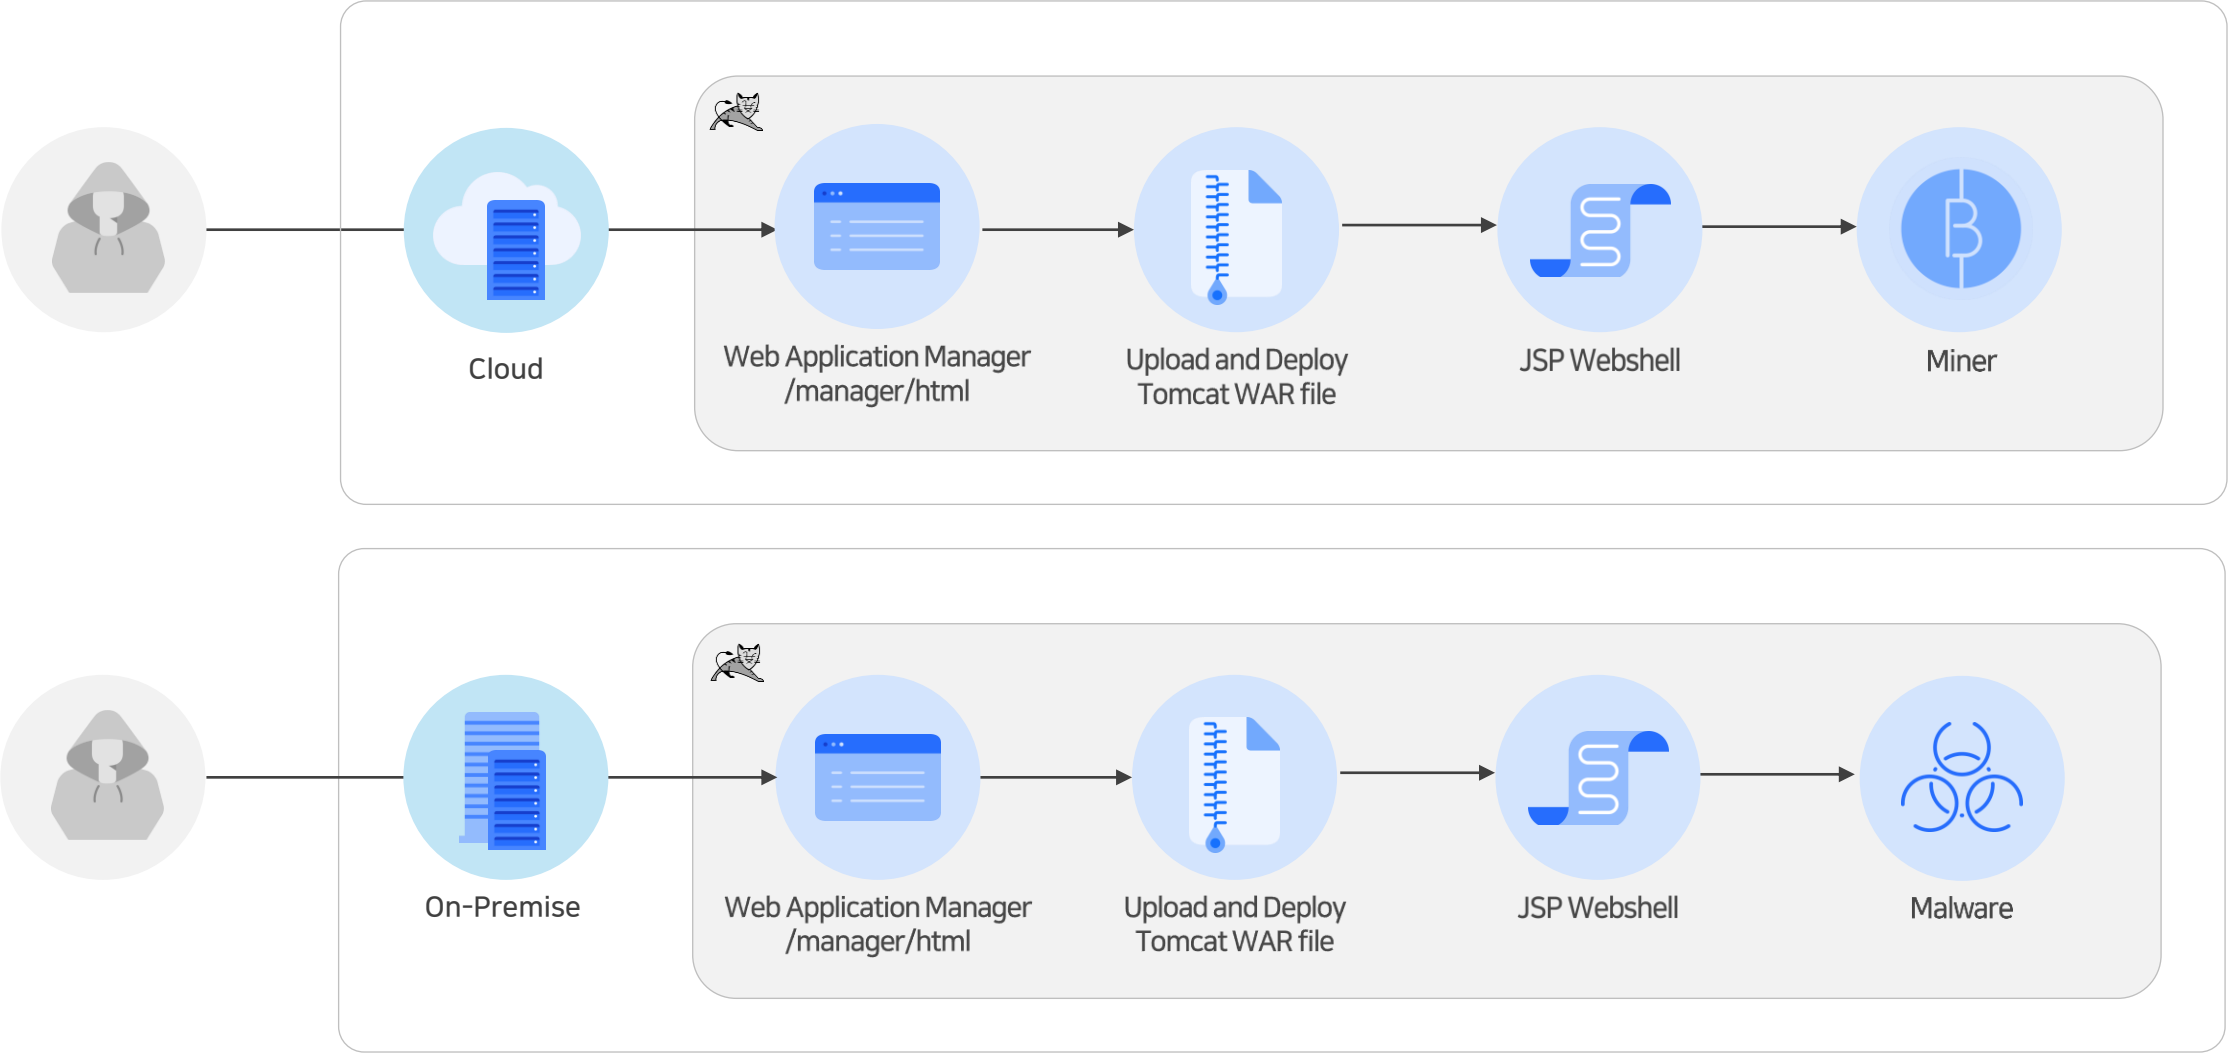 Cloud
Web Application Manager
/manager/html
Upload and Deploy
Tomcat WAR file
JSP Webshell
Miner
On-Premise
Web Application Manager
/manager/html
Upload and Deploy
Tomcat WAR file
JSP Webshell
Malware